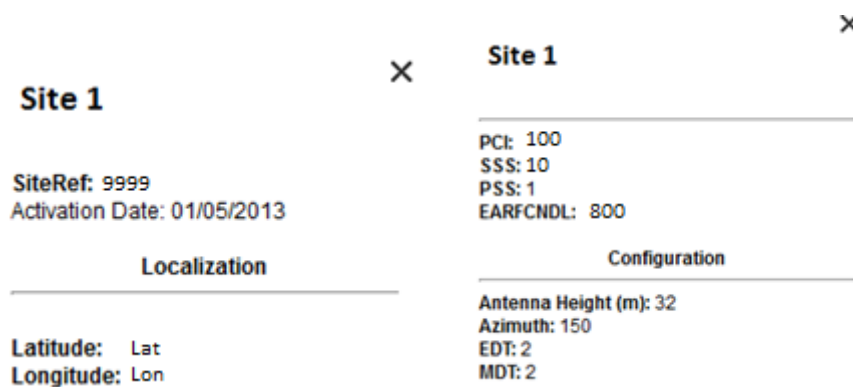 Site 1
SiteRef: 9999
Activation Date: 01/05/2013
Localization
Latitude: Lat
Longitude: Lon
Site 1
PCI: 100
SSS: 10
PSS: 1
EARFCNDL: 800
Configuration
Antenna Height (m): 32
Azimuth: 150
EDT: 2
MDT: 2